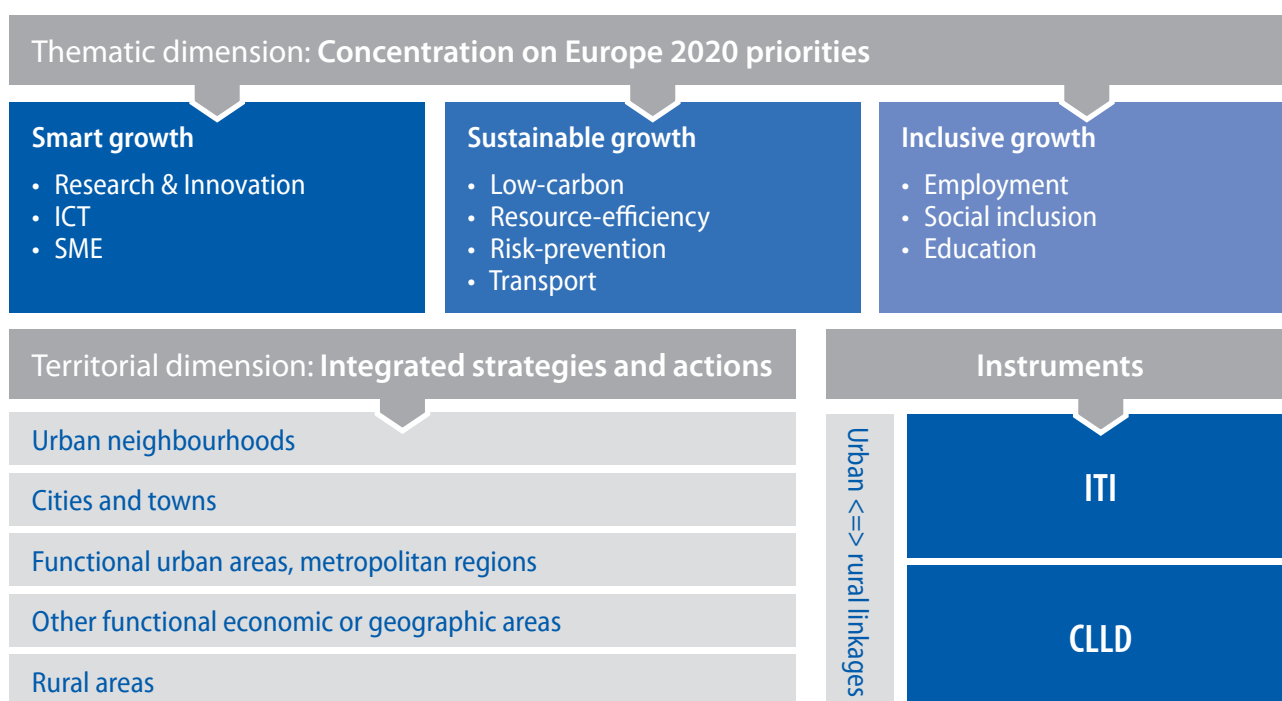 Thematic dimension: Concentration on Europe 2020 priorities
Smart growth
• Research & Innovation
• ICT
• SME
Sustainable growth
• Low-carbon
• Resource-efficiency
• Risk-prevention
• Transport
Inclusive growth
• Employment
• Social inclusion
• Education
Territorial dimension: Integrated strategies and actions
Urban neighbourhoods
Cities and towns
Functional urban areas, metropolitan regions
Other functional economic or geographic areas
Rural areas
Instruments
Urban <=> rural linkages
ITI
CLLD